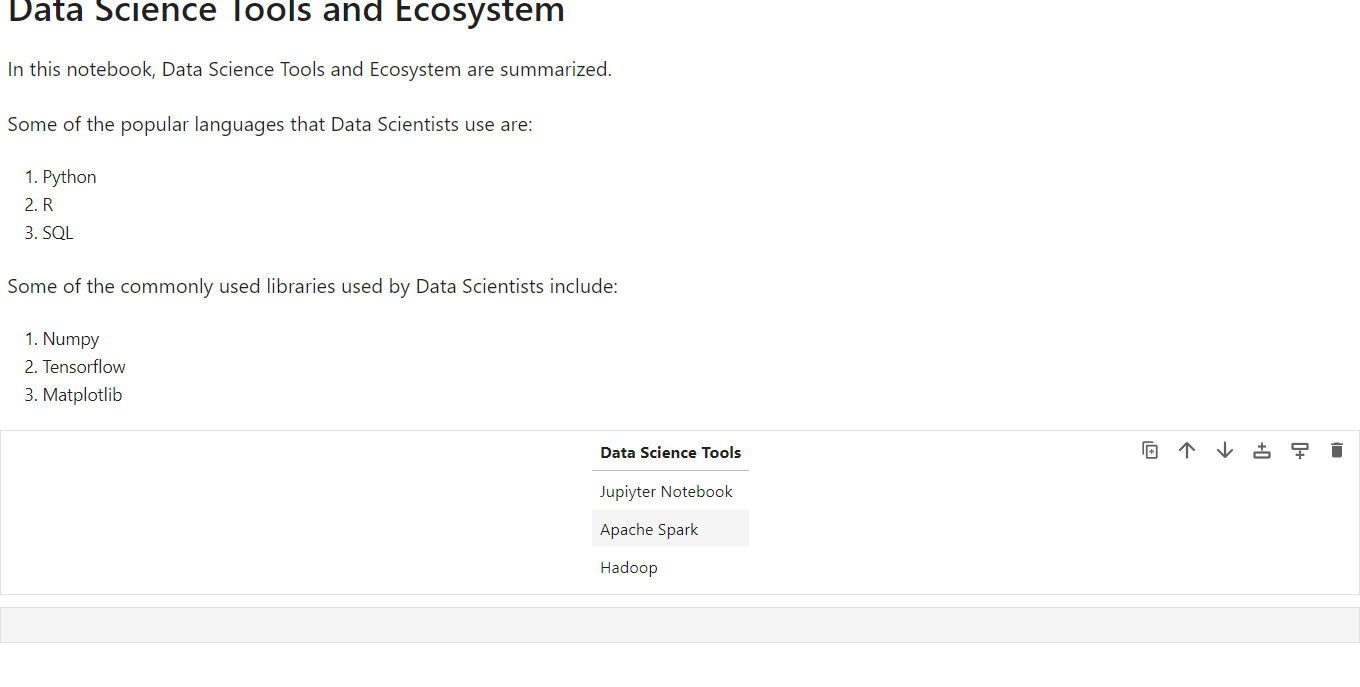 Data Science Tools and Ecosystem
In this notebook, Data Science Tools and Ecosystem are summarized.
Some of the popular languages that Data Scientists use are:
1. Python
2. R
3. SQL
Some of the commonly used libraries used by Data Scientists include:
1. Numpy
2. Tensorflow
3. Matplotlib
Data Science Tools
Jupiyter Notebook
Apache Spark
Hadoop